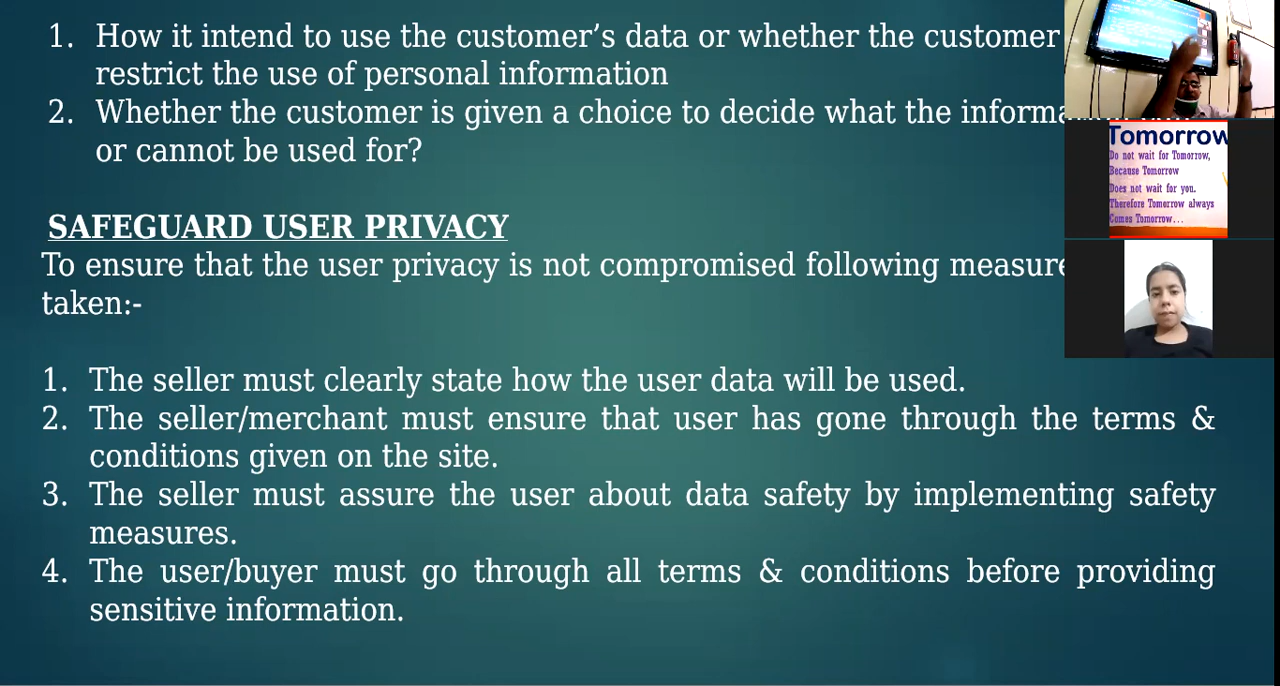 1. How it intend to use the customer’s data or whether the customer
restrict the use of personal information
2. Whether the customer is given a choice to decide what the informa
or cannot be used for?
SAFEGUARD USER PRIVACY
To ensure that the user privacy is not compromised following measure
taken:-
1. The seller must clearly state how the user data will be used.
2. The seller/merchant must ensure that user has gone through the terms &
conditions given on the site.
3. The seller must assure the user about data safety by implementing safety
measures.
4. The user/buyer must go through all terms & conditions before providing
sensitive information.
Tomorrow
Do not wait for Tomorrow,
Because Tomorrow
Does not wait for you.
Therefore Tomorrow always
Comes Tomorrow...